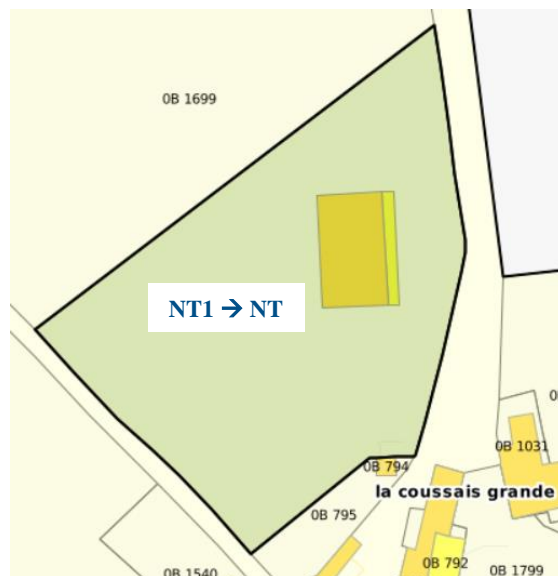 0B 1699
NT1 → NT
0B 1031
0B 794
la coussais grande
0B 795
0B 792
0B 1799
0B 1540